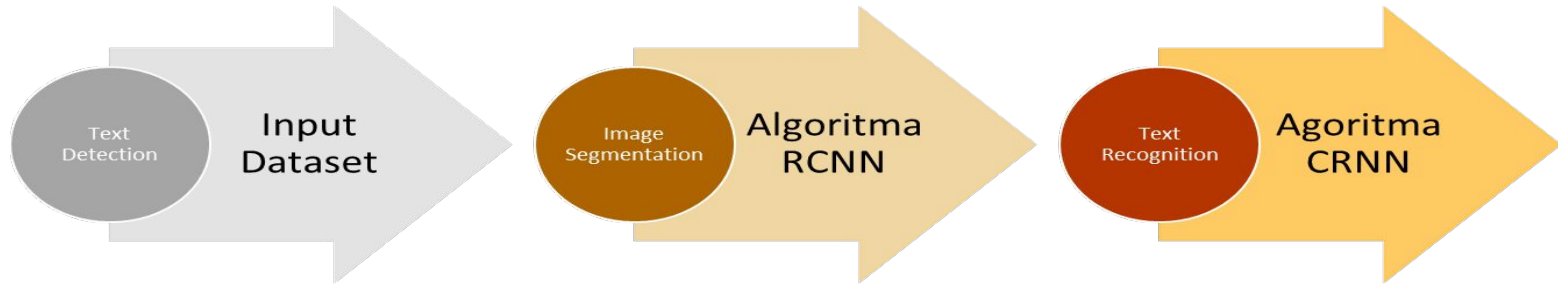 Text
Detection
Input
Dataset
Image
Segmentation
Algoritma
RCNN
Text
Recognition
Agoritma
CRNN